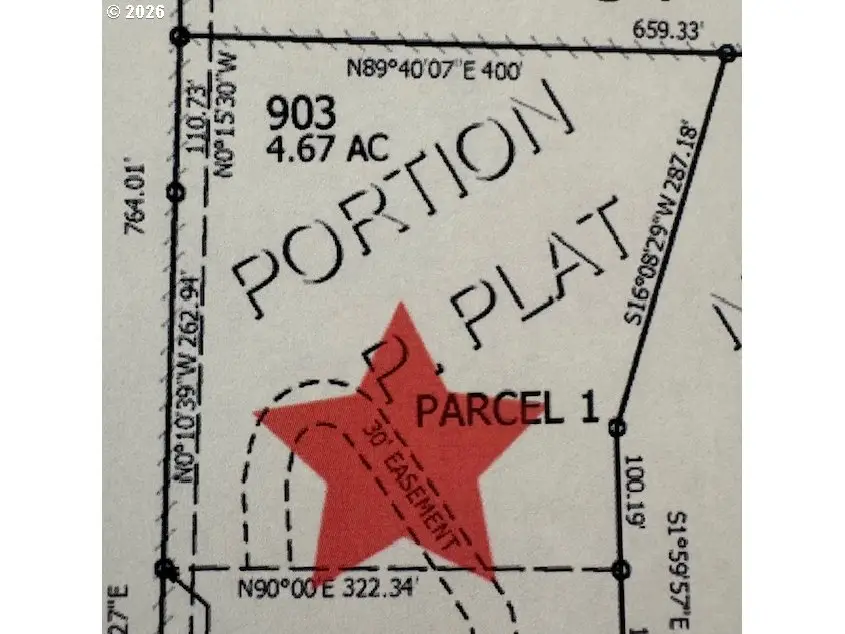 © 2026
659.33'
N89°40'07"E 400'
110.73'
N0°15'30"W
903
4.67 AC
764.01'
PORTION
P. PLAT
S16°08'29"W 287.18'
N0°10'39"W 262.94'
PARCEL 1
30' EASEMENT
100.19'
S1°59'57"E
N90°00'E 322.34'
27"E